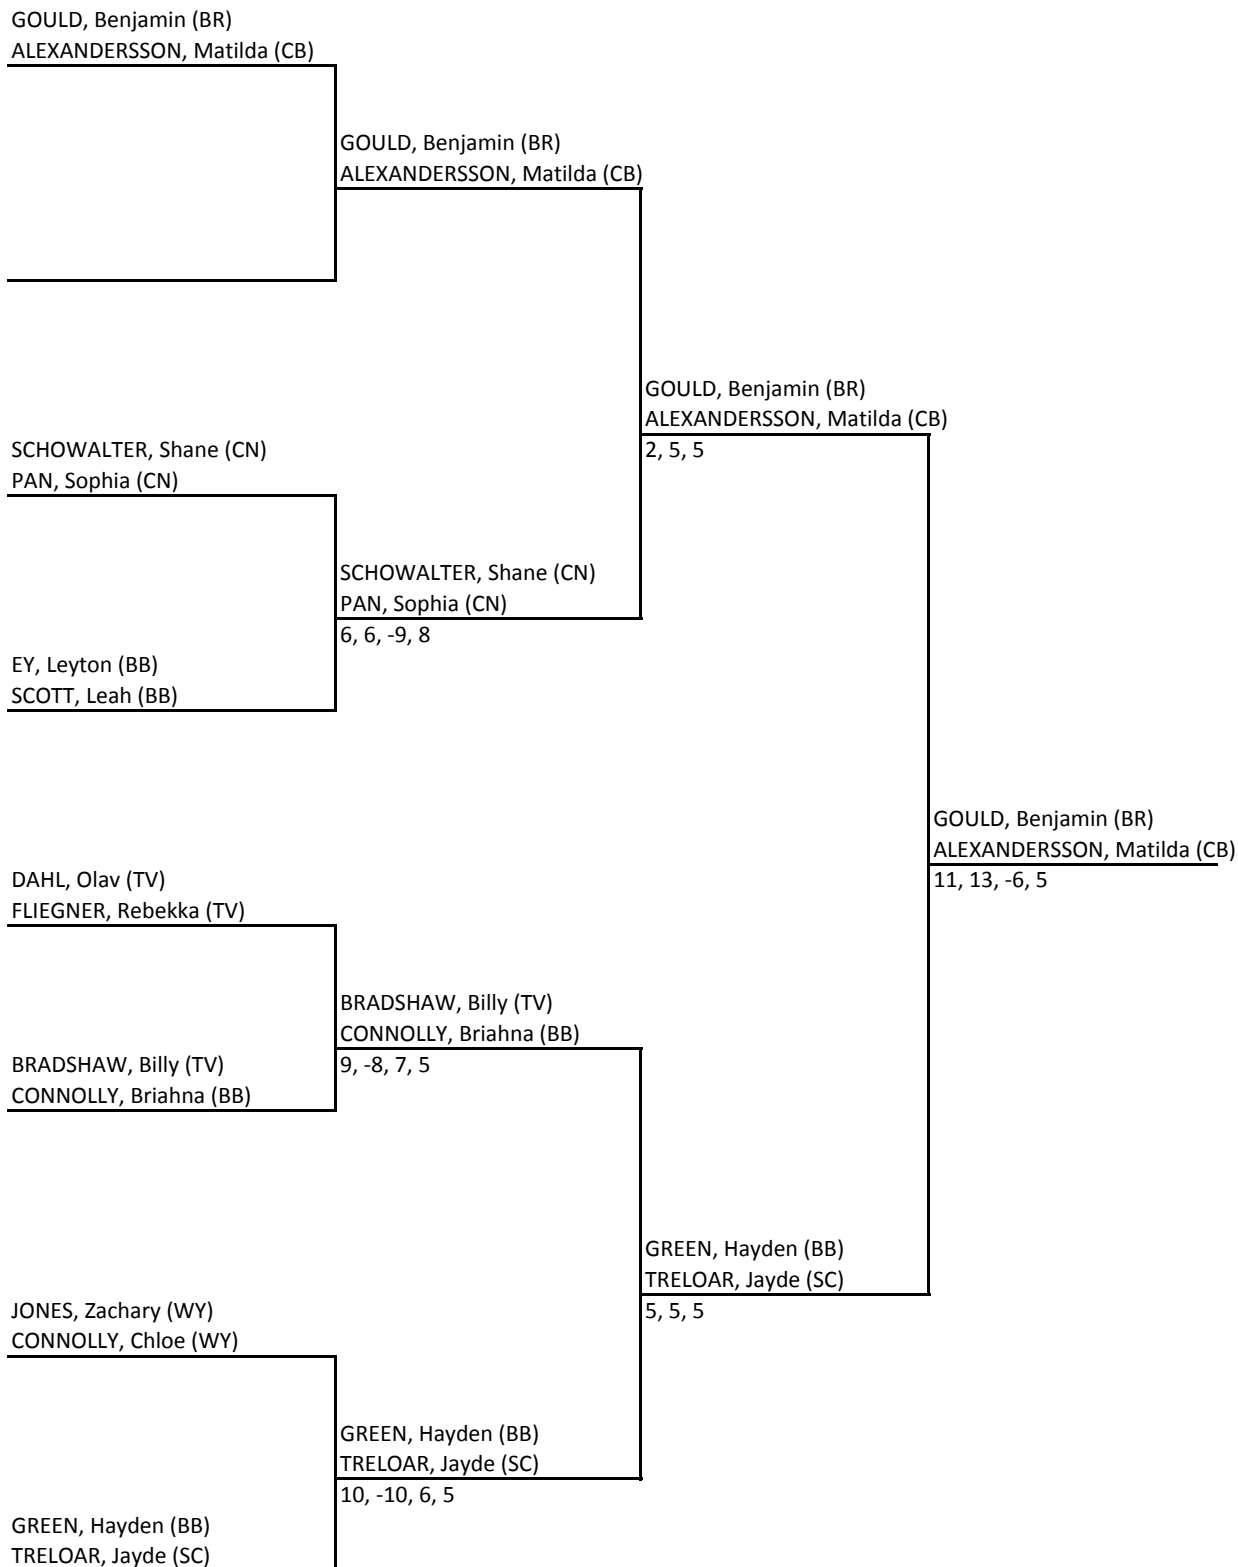 GOULD, Benjamin (BR)
ALEXANDERSSON, Matilda (CB)
GOULD, Benjamin (BR)
ALEXANDERSSON, Matilda (CB)
GOULD, Benjamin (BR)
ALEXANDERSSON, Matilda (CB)
2, 5, 5
SCHOWALTER, Shane (CN)
PAN, Sophia (CN)
SCHOWALTER, Shane (CN)
PAN, Sophia (CN)
6, 6, -9, 8
EY, Leyton (BB)
SCOTT, Leah (BB)
GOULD, Benjamin (BR)
ALEXANDERSSON, Matilda (CB)
11, 13, -6, 5
DAHL, Olav (TV)
FLIEGNER, Rebekka (TV)
BRADSHAW, Billy (TV)
CONNOLLY, Briahna (BB)
9, -8, 7, 5
BRADSHAW, Billy (TV)
CONNOLLY, Briahna (BB)
GREEN, Hayden (BB)
TRELOAR, Jayde (SC)
5, 5, 5
JONES, Zachary (WY)
CONNOLLY, Chloe (WY)
GREEN, Hayden (BB)
TRELOAR, Jayde (SC)
10, -10, 6, 5
GREEN, Hayden (BB)
TRELOAR, Jayde (SC)